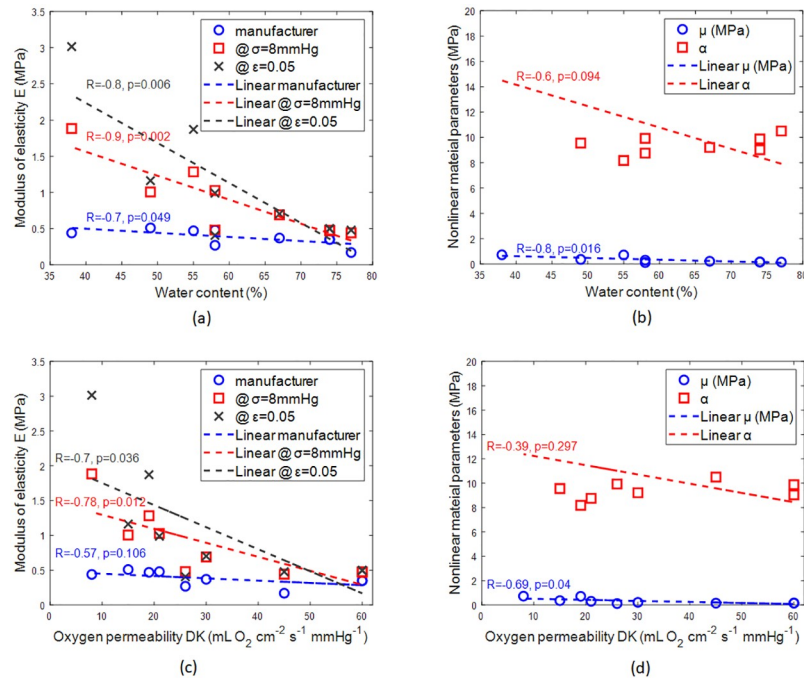 3.5
3
2.5
2
1.5
1
0.5
0
Modulus of elasticity E (MPa)
manufacturer
@ σ=8mmHg
@ ε=0.05
Linear manufacturer
Linear @ σ=8mmHg
Linear @ ε=0.05
R=-0.8, p=0.006
R=-0.9, p=0.002
R=-0.7, p=0.049
35 40 45 50 55 60 65 70 75 80
Water content (%)
(a)
20
18
16
14
12
10
8
6
4
2
0
Nonlinear mateial parameters (MPa)
μ (MPa)
α
Linear μ (MPa)
Linear α
R=-0.6, p=0.094
R=-0.8, p=0.016
35 40 45 50 55 60 65 70 75 80
Water content (%)
(b)
3.5
3
2.5
2
1.5
1
0.5
0
Modulus of elasticity E (MPa)
manufacturer
@ σ=8mmHg
@ ε=0.05
Linear manufacturer
Linear @ σ=8mmHg
Linear @ ε=0.05
R=-0.7, p=0.036
R=-0.78, p=0.012
R=-0.57, p=0.106
0 10 20 30 40 50 60
Oxygen permeability DK (mL O2 cm-2 s-1 mmHg-1)
(c)
20
18
16
14
12
10
8
6
4
2
0
Nonlinear mateial parameters (MPa)
μ (MPa)
α
Linear μ (MPa)
Linear α
R=-0.39, p=0.297
R=-0.69, p=0.04
0 10 20 30 40 50 60
Oxygen permeability DK (mL O2 cm-2 s-1 mmHg-1)
(d)